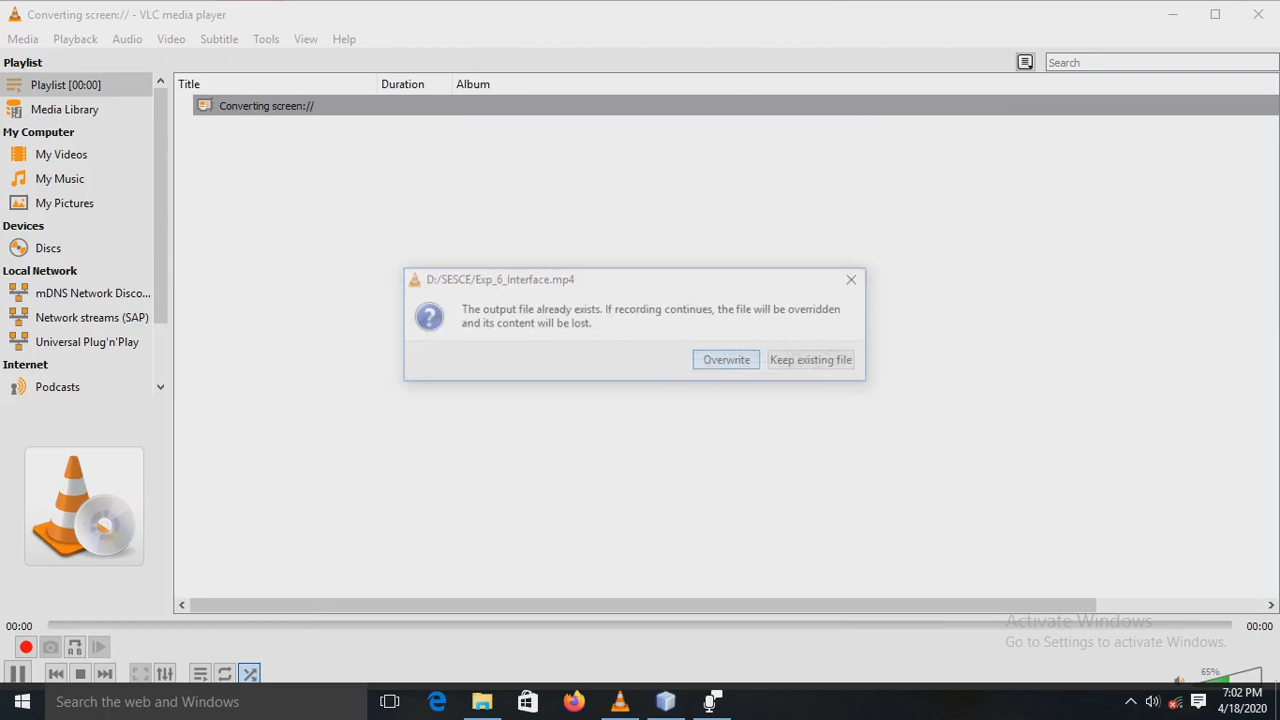 Converting screen:// - VLC media player
Media Playback Audio Video Subtitle Tools View Help
Playlist
Search
Playlist [00:00]
Title Duration Album
Converting screen://
Media Library
My Computer
My Videos
My Music
My Pictures
Devices
Discs
Local Network
mDNS Network Disco...
Network streams (SAP)
Universal Plug'n'Play
Internet
Podcasts
D:/SESCE/Exp_6_Interface.mp4
The output file already exists. If recording continues, the file will be overridden
and its content will be lost.
Overwrite Keep existing file
00:00 00:00
Activate Windows
Go to Settings to activate Windows.
65%
Search the web and Windows
7:02 PM
4/18/2020